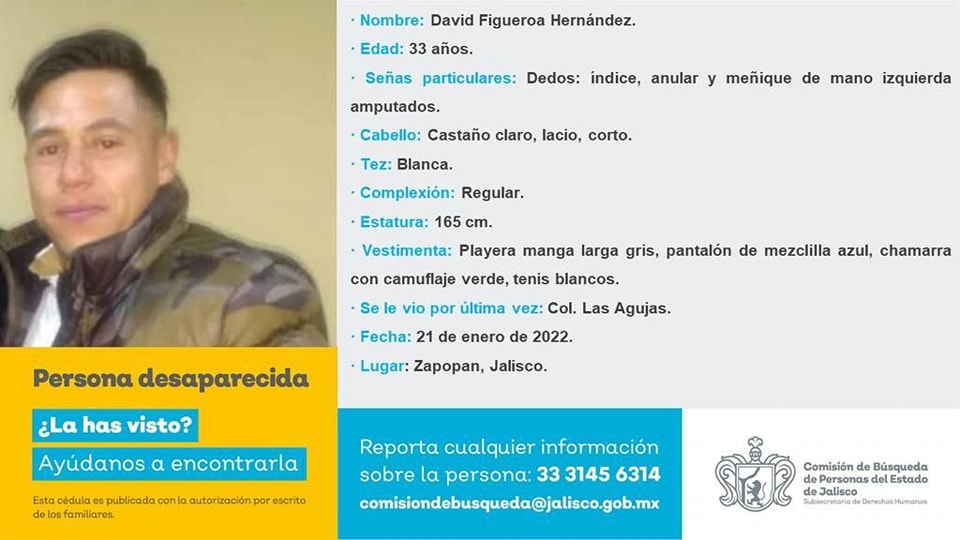 · Nombre: David Figueroa Hernández.
· Edad: 33 años.
· Señas particulares: Dedos: índice, anular y meñique de mano izquierda
amputados.
· Cabello: Castaño claro, lacio, corto.
· Tez: Blanca.
· Complexión: Regular.
· Estatura: 165 cm.
· Vestimenta: Playera manga larga gris, pantalón de mezclilla azul, chamarra
con camuflaje verde, tenis blancos.
· Se le vio por última vez: Col. Las Agujas.
· Fecha: 21 de enero de 2022.
· Lugar: Zapopan, Jalisco.
Persona desaparecida
¿La has visto?
Ayúdanos a encontrarla
Esta cédula es publicada con la autorización por escrito
de los familiares.
Reporta cualquier información
sobre la persona: 33 3145 6314
comisiondebusqueda@jalisco.gob.mx
Comisión de Búsqueda
de Personas del Estado
de Jalisco
Subsecretaría de Derechos Humanos